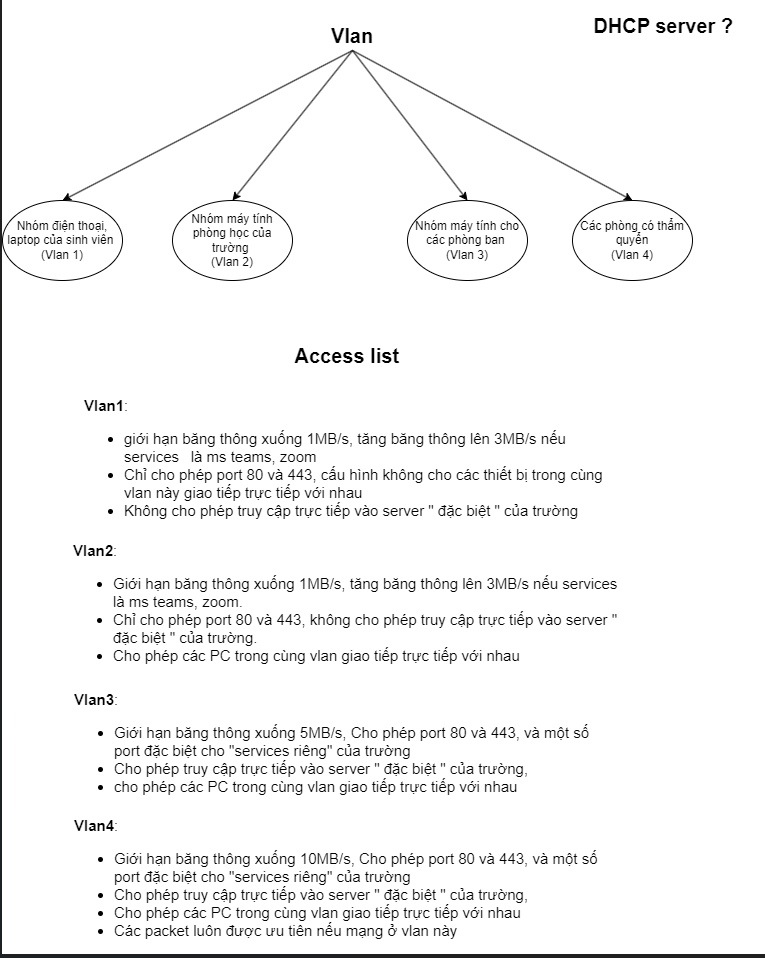 Vlan
DHCP server ?
Nhóm điện thoại,
laptop của sinh viên
(Vlan 1)
Nhóm máy tính
phòng học của
trường
(Vlan 2)
Nhóm máy tính cho
các phòng ban
(Vlan 3)
Các phòng có thẩm
quyền
(Vlan 4)
Access list
Vlan1:
giới hạn băng thông xuống 1MB/s, tăng băng thông lên 3MB/s nếu
services là ms teams, zoom
Chỉ cho phép port 80 và 443, cấu hình không cho các thiết bị trong cùng
vlan này giao tiếp trực tiếp với nhau
Không cho phép truy cập trực tiếp vào server " đặc biệt " của trường
Vlan2:
Giới hạn băng thông xuống 1MB/s, tăng băng thông lên 3MB/s nếu services
là ms teams, zoom.
Chỉ cho phép port 80 và 443, không cho phép truy cập trực tiếp vào server "
đặc biệt " của trường.
Cho phép các PC trong cùng vlan giao tiếp trực tiếp với nhau
Vlan3:
Giới hạn băng thông xuống 5MB/s, Cho phép port 80 và 443, và một số
port đặc biệt cho "services riêng" của trường
Cho phép truy cập trực tiếp vào server " đặc biệt " của trường,
cho phép các PC trong cùng vlan giao tiếp trực tiếp với nhau
Vlan4:
Giới hạn băng thông xuống 10MB/s, Cho phép port 80 và 443, và một số
port đặc biệt cho "services riêng" của trường
Cho phép truy cập trực tiếp vào server " đặc biệt " của trường,
Cho phép các PC trong cùng vlan giao tiếp trực tiếp với nhau
Các packet luôn được ưu tiên nếu mạng ở vlan này